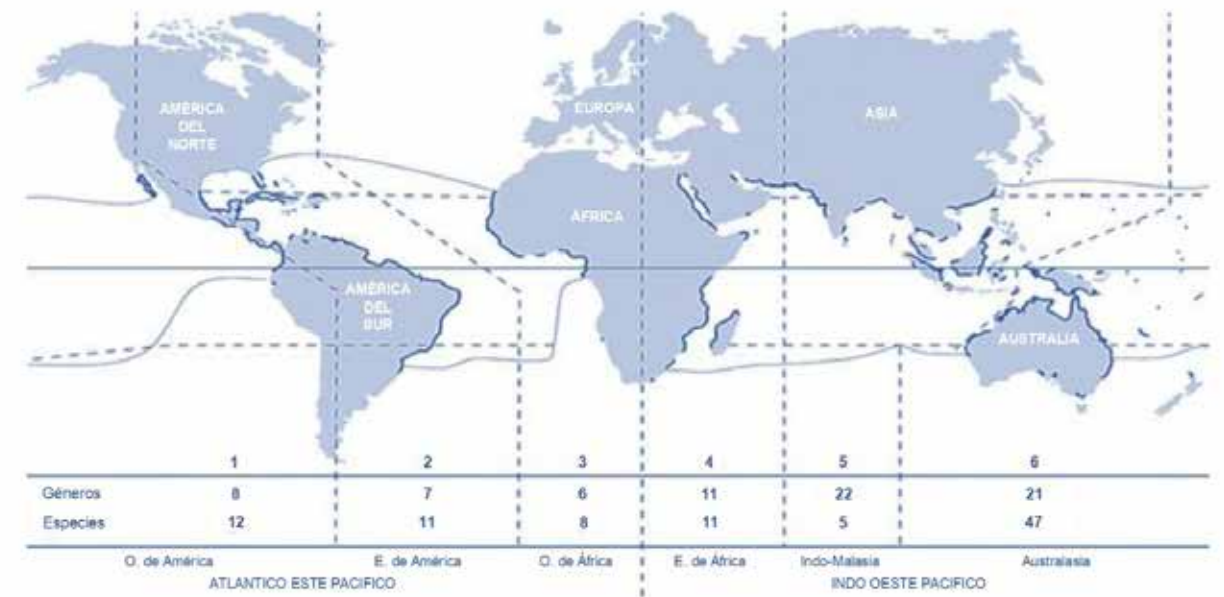 AMÉRICA
DEL
NORTE
EUROPA
ASIA
ÁFRICA
AMÉRICA
DEL
SUR
AUSTRALIA
1 2 3 4 5 6
Géneros 8 7 6 11 22 21
Especies 12 11 8 11 5 47
O. de América E. de América O. de África E. de África Indo-Malasia Australasia
ATLANTICO ESTE PACIFICO INDO OESTE PACIFICO